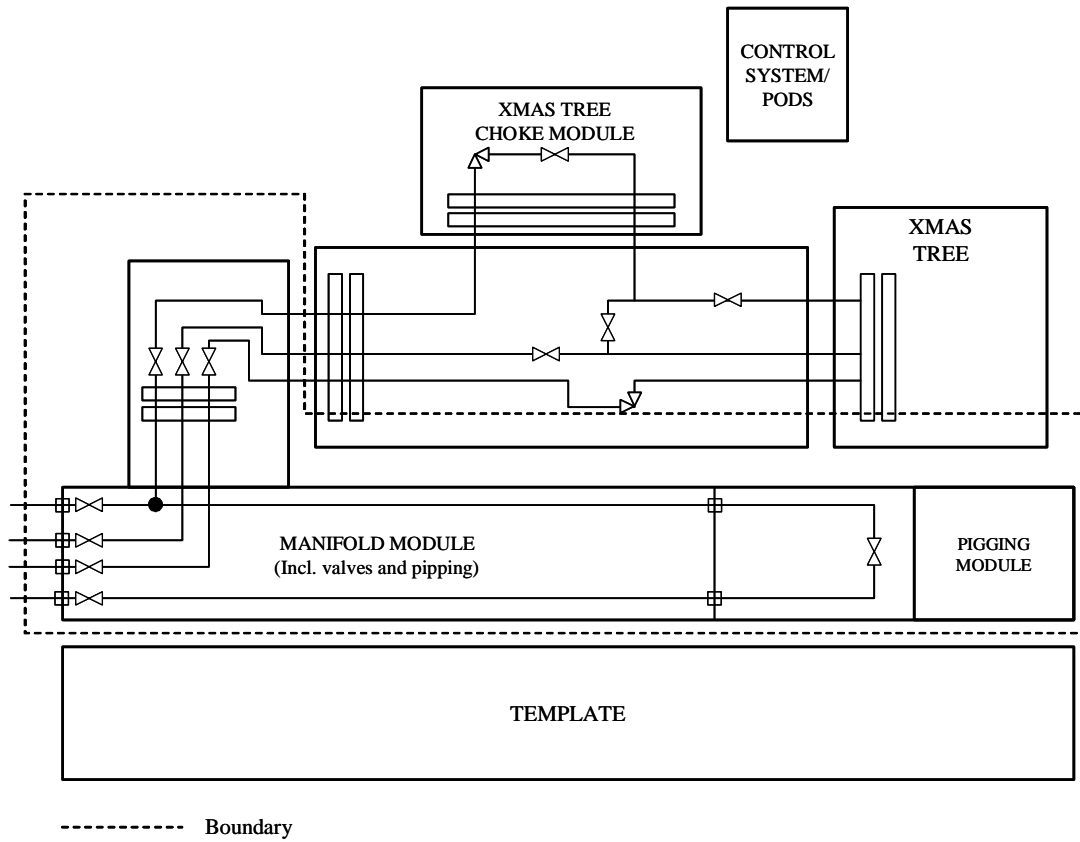 CONTROL
SYSTEM/
PODS
XMAS TREE
CHOKE MODULE
XMAS
TREE
MANIFOLD MODULE
(Incl. valves and pipping)
PIGGING
MODULE
TEMPLATE
Boundary